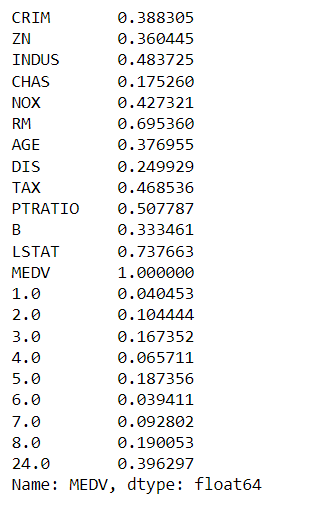 CRIM 0.388305
ZN 0.360445
INDUS 0.483725
CHAS 0.175260
NOX 0.427321
RM 0.695360
AGE 0.376955
DIS 0.249929
TAX 0.468536
PTRATIO 0.507787
B 0.333461
LSTAT 0.737663
MEDV 1.000000
1.0 0.040453
2.0 0.104444
3.0 0.167352
4.0 0.065711
5.0 0.187356
6.0 0.039411
7.0 0.092802
8.0 0.190053
24.0 0.396297
Name: MEDV, dtype: float64